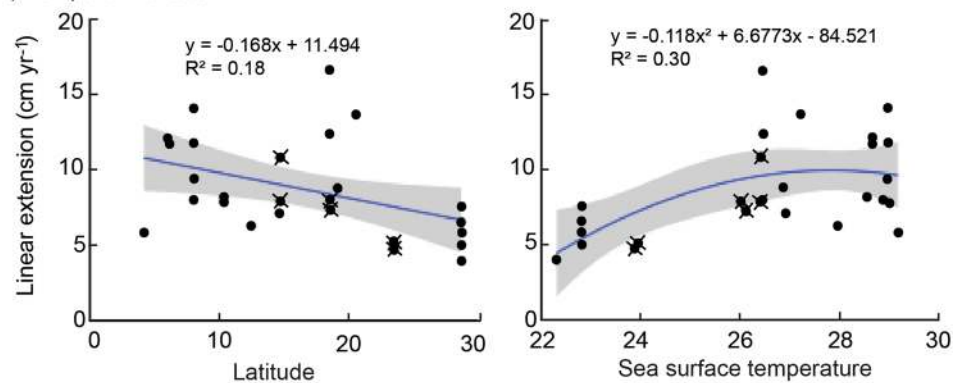 20
15
10
5
0
Linear extension (cm yr⁻¹)
y = -0.168x + 11.494
R² = 0.18
0 10 20 30
Latitude
20
15
10
5
0
y = -0.118x² + 6.6773x - 84.521
R² = 0.30
22 24 26 28 30
Sea surface temperature